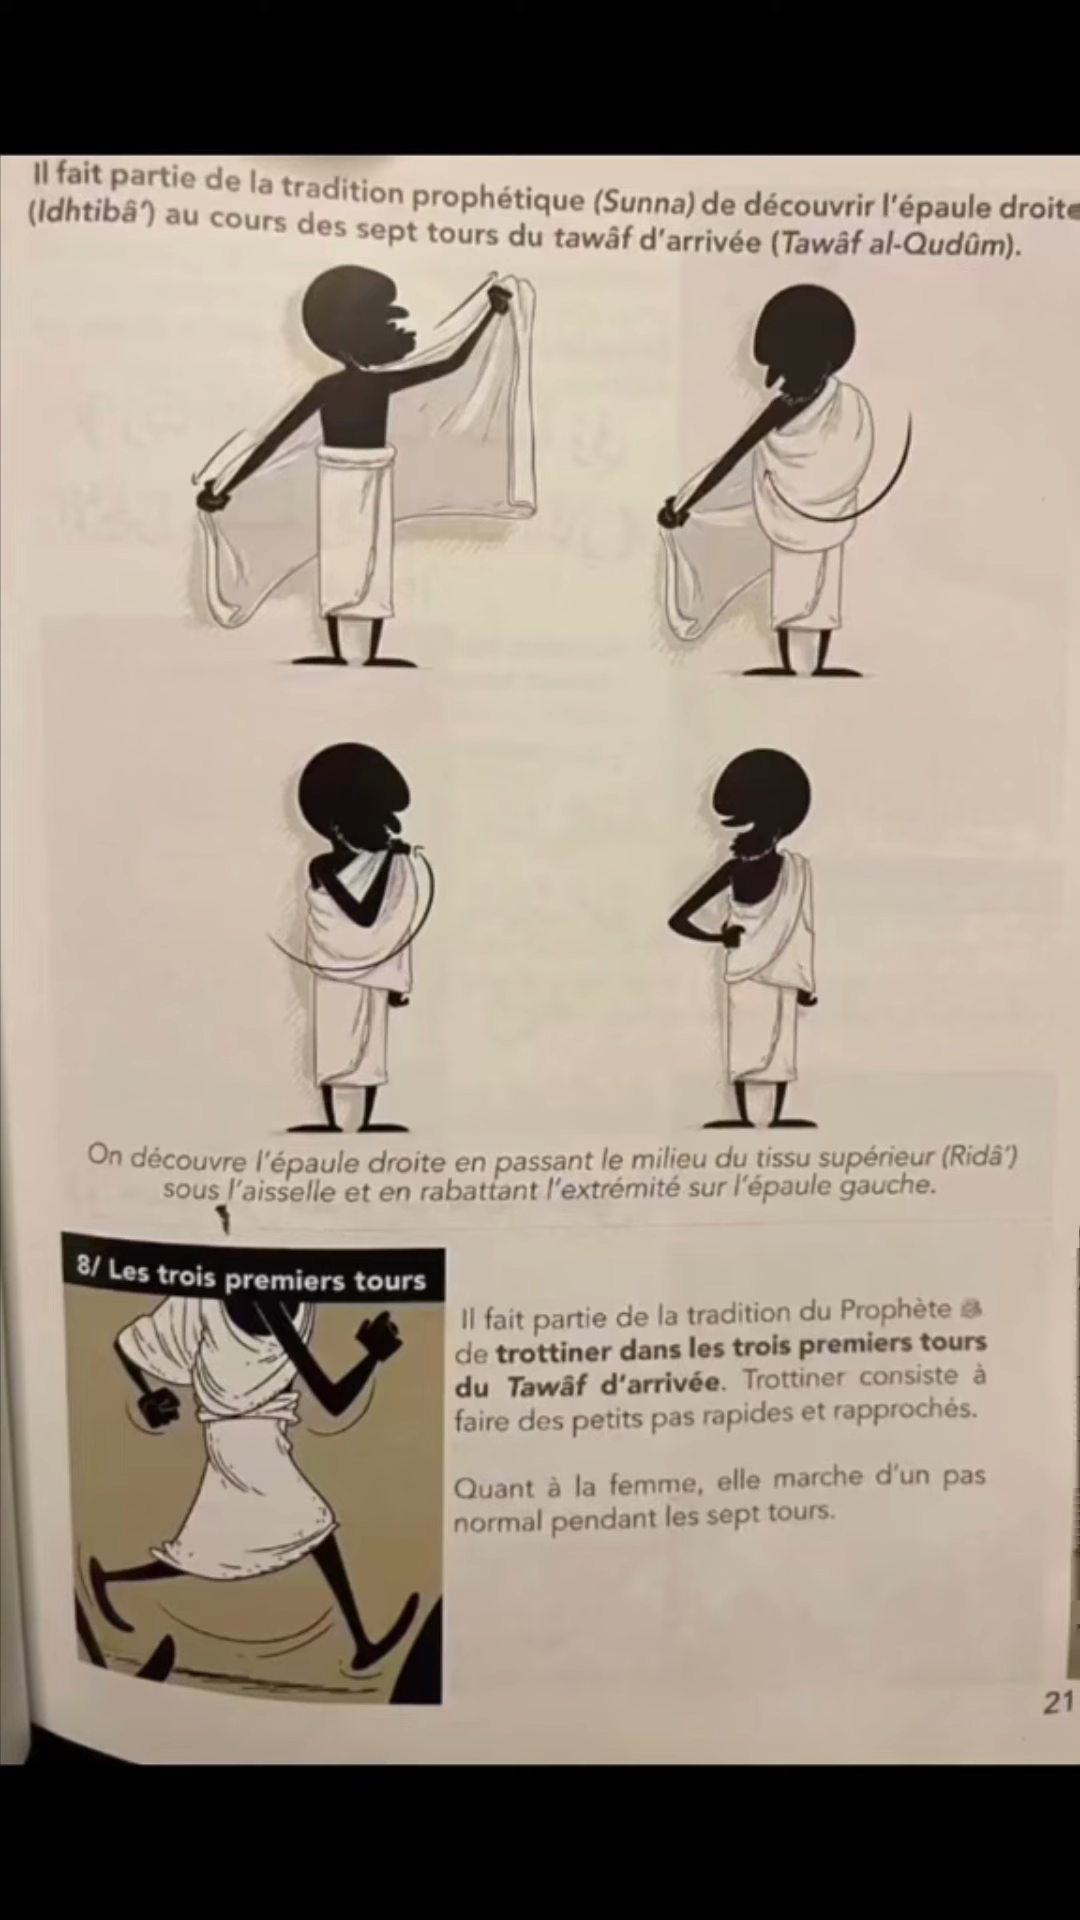 Il fait partie de la tradition prophétique (Sunna) de découvrir l'épaule droite
(Idhtibâ') au cours des sept tours du tawâf d'arrivée (Tawâf al-Qudûm).
On découvre l'épaule droite en passant le milieu du tissu supérieur (Ridâ')
sous l'aisselle et en rabattant l'extrémité sur l'épaule gauche.
8/ Les trois premiers tours
Il fait partie de la tradition du Prophète
de trottiner dans les trois premiers tours
du Tawâf d'arrivée. Trottiner consiste à
faire des petits pas rapides et rapprochés.
Quant à la femme, elle marche d'un pas
normal pendant les sept tours.
21